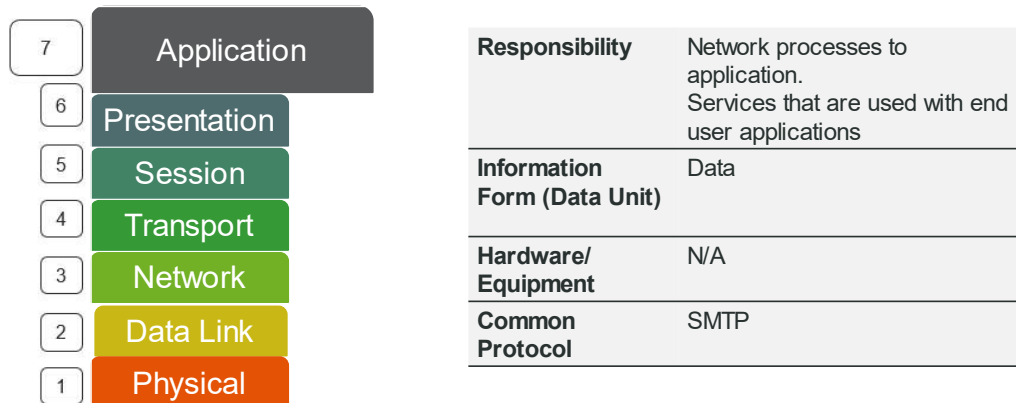 7
Application
6
Presentation
5
Session
4
Transport
3
Network
2
Data Link
1
Physical
Responsibility Network processes to
application.
Services that are used with end
user applications
Information Data
Form (Data Unit)
Hardware/ N/A
Equipment
Common SMTP
Protocol